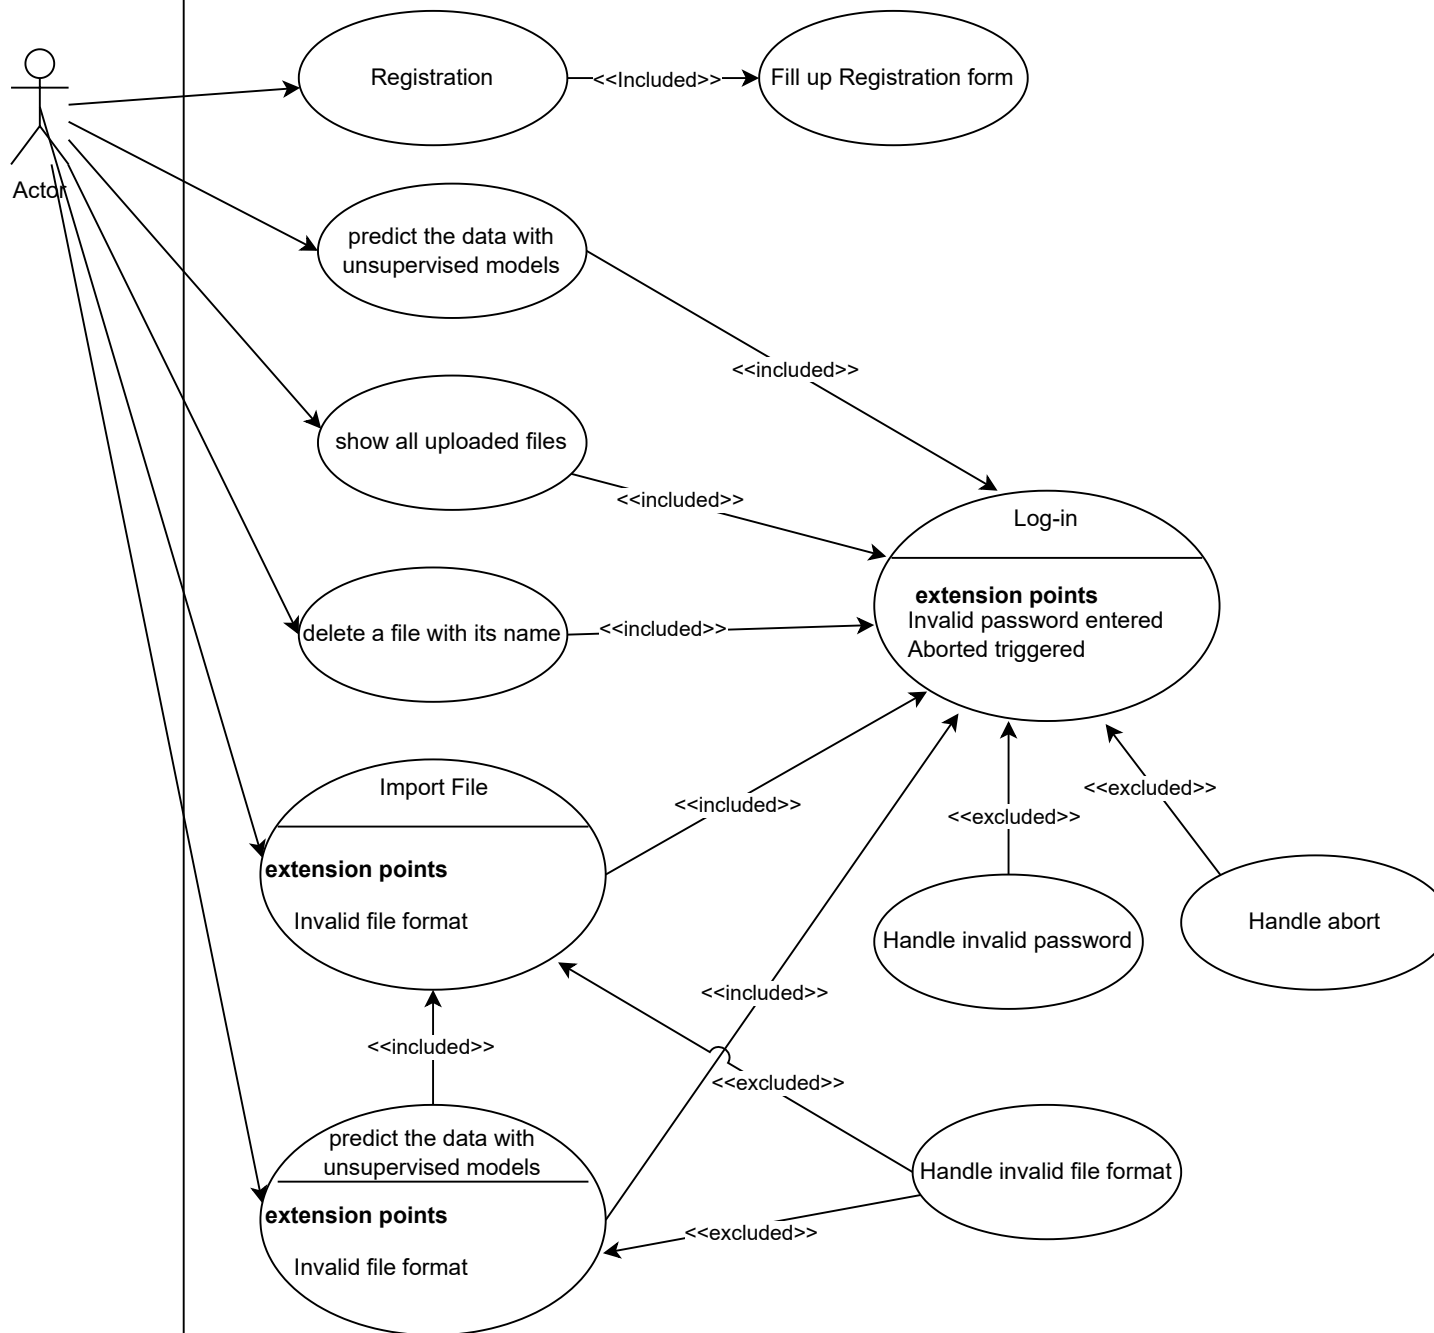 Registration
<<Included>>
Fill up Registration form
Actor
predict the data with
unsupervised models
<<included>>
show all uploaded files
<<included>>
Log-in
extension points
Invalid password entered
Aborted triggered
delete a file with its name
<<included>>
Import File
extension points
Invalid file format
<<included>>
<<excluded>>
<<excluded>>
Handle invalid password
Handle abort
<<included>>
<<included>>
<<excluded>>
predict the data with
unsupervised models
extension points
Invalid file format
Handle invalid file format
<<excluded>>